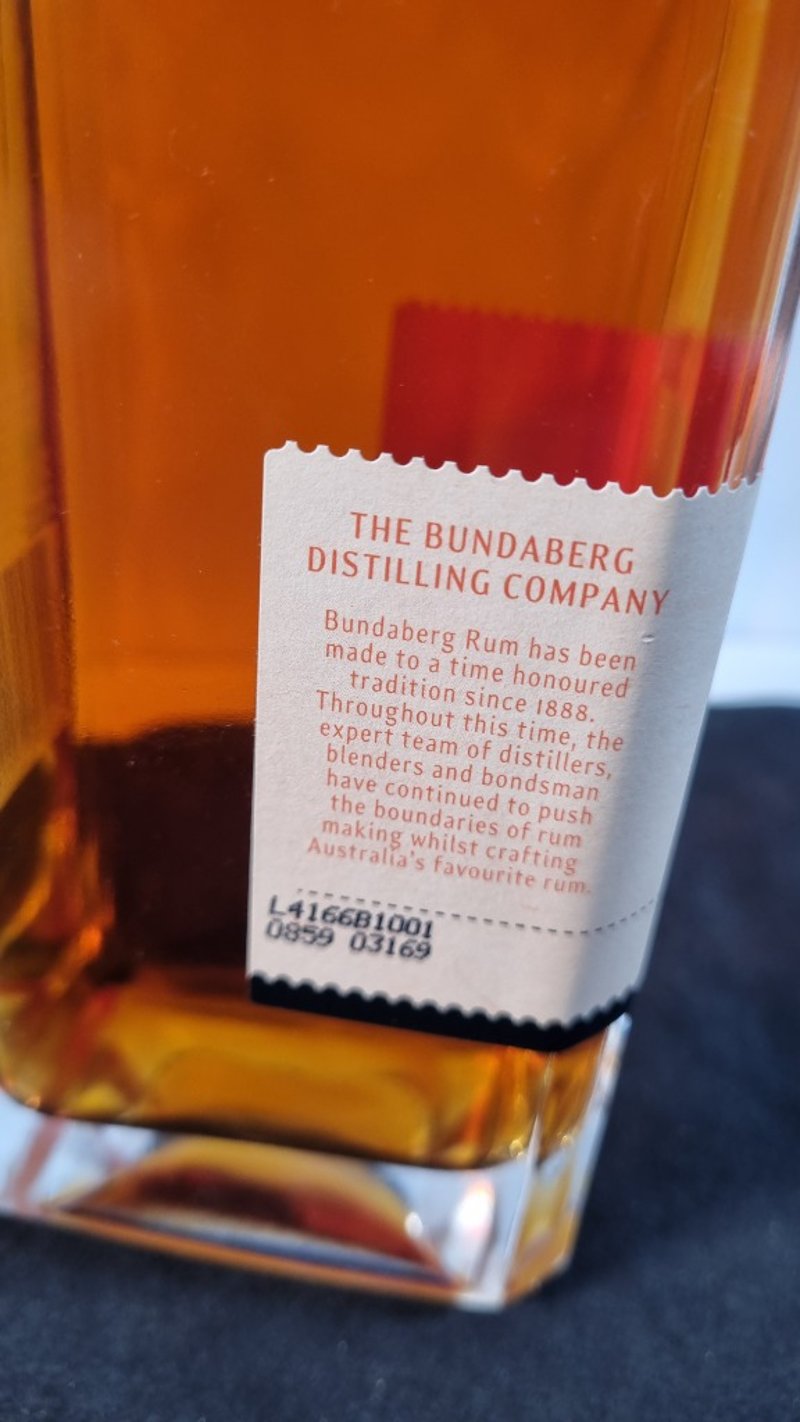 THE BUNDABERG
DISTILLING COMPANY
Bundaberg Rum has been
made to a time honoured
tradition since 1888.
Throughout this time, the
expert team of distillers,
blenders and bondsman
have continued to push
the boundaries of rum
making whilst crafting
Australia's favourite rum.
L4166B1001
0859 03169